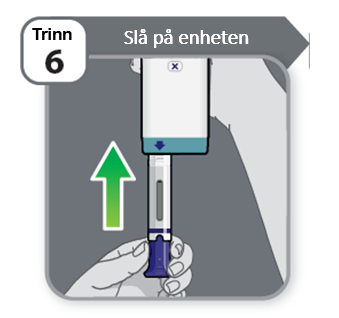 Trinn
6
Slå på enheten